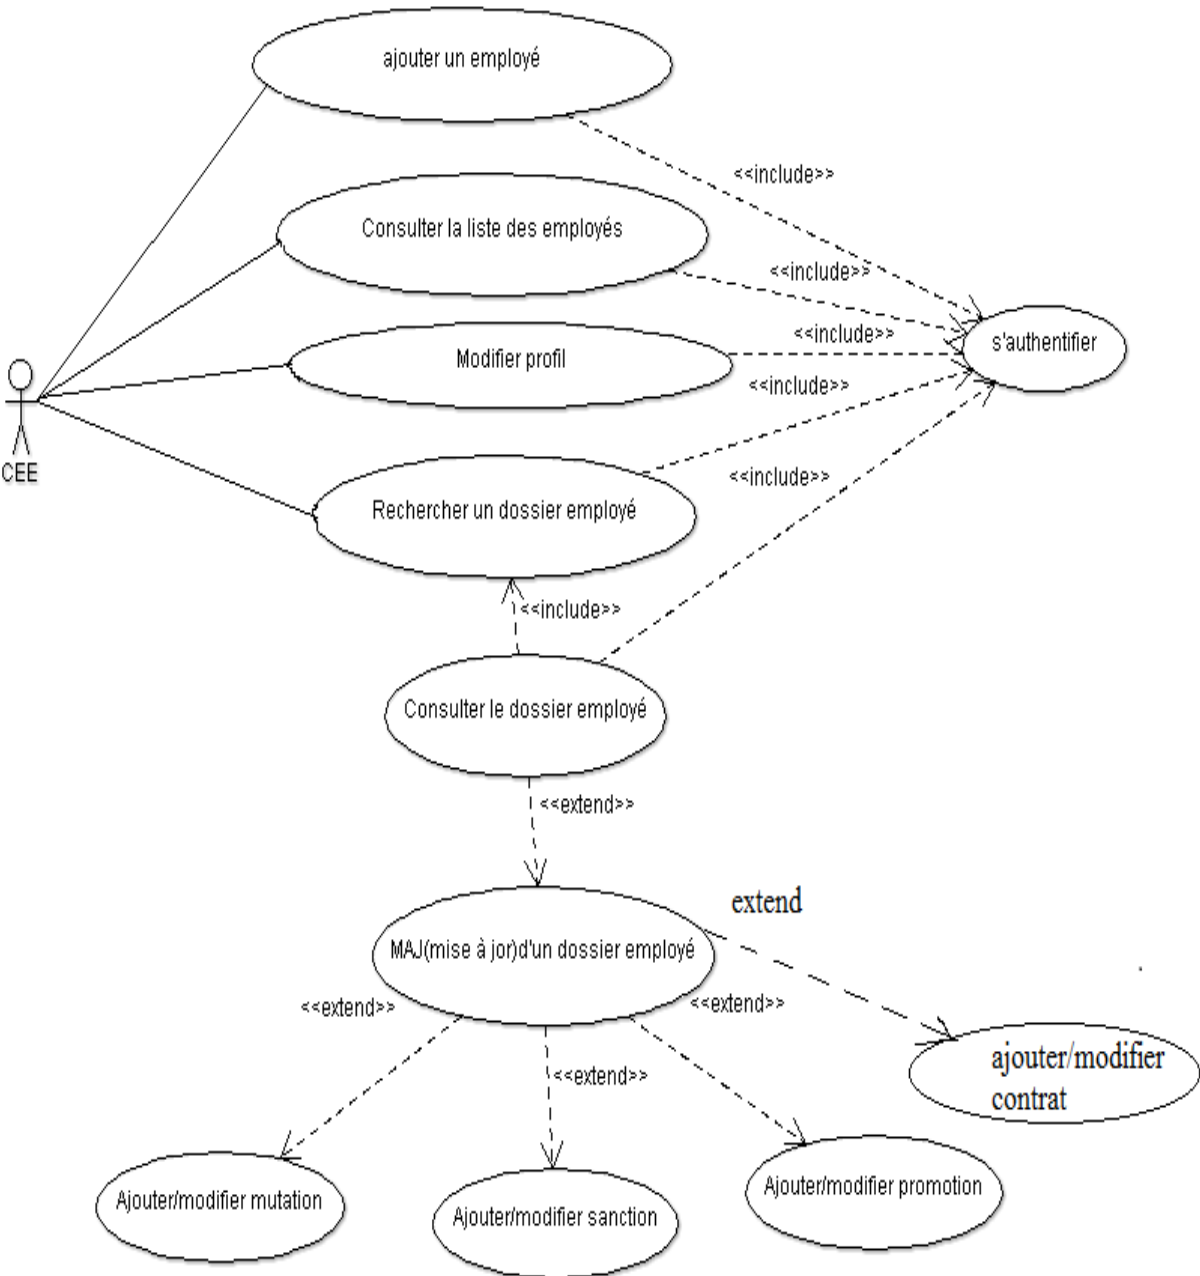 ajouter un employé
<<include>>
Consulter la liste des employés
<<include>>
<<include>>
s'authentifier
Modifier profil
<<include>>
CEE
<<include>>
Rechercher un dossier employé
<<include>>
Consulter le dossier employé
<<extend>>
extend
MAJ(mise à jor)d'un dossier employé
<<extend>>
<<extend>>
<<extend>>
ajouter/modifier
contrat
Ajouter/modifier mutation
Ajouter/modifier sanction
Ajouter/modifier promotion